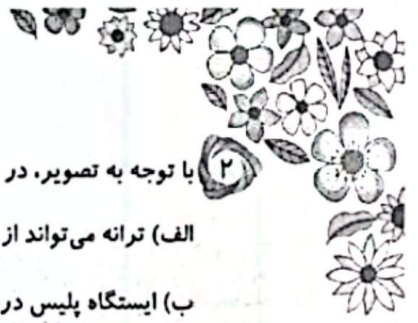 ۲
با توجه به تصویر، در
الف) ترانه می‌تواند از
ب) ایستگاه پلیس در